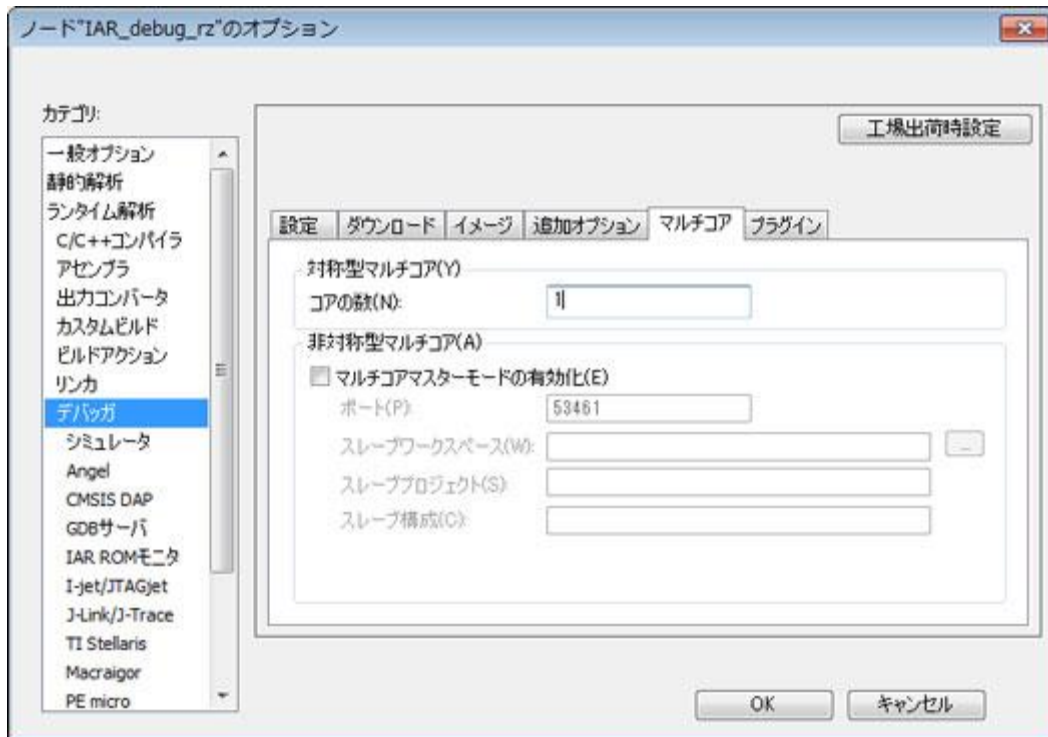 ノード"IAR_debug_rz"のオプション
カテゴリ:
工場出荷時設定
一般オプション
静的解析
ランタイム解析
C/C++コンパイラ
アセンブラ
出力コンバータ
カスタムビルド
ビルドアクション
リンカ
デバッガ
シミュレータ
Angel
CMSIS DAP
GDBサーバ
IAR ROMモニタ
I-jet/JTAGjet
J-Link/J-Trace
TI Stellaris
Macraigor
PE micro
設定 ダウンロード イメージ 追加オプション マルチコア プラグイン
対称型マルチコア(Y)
コアの数(N): 1
非対称型マルチコア(A)
マルチコアマスターモードの有効化(E)
ポート(P): 53461
スレーブワークスペース(W): ...
スレーブプロジェクト(S)
スレーブ構成(C):
OK キャンセル